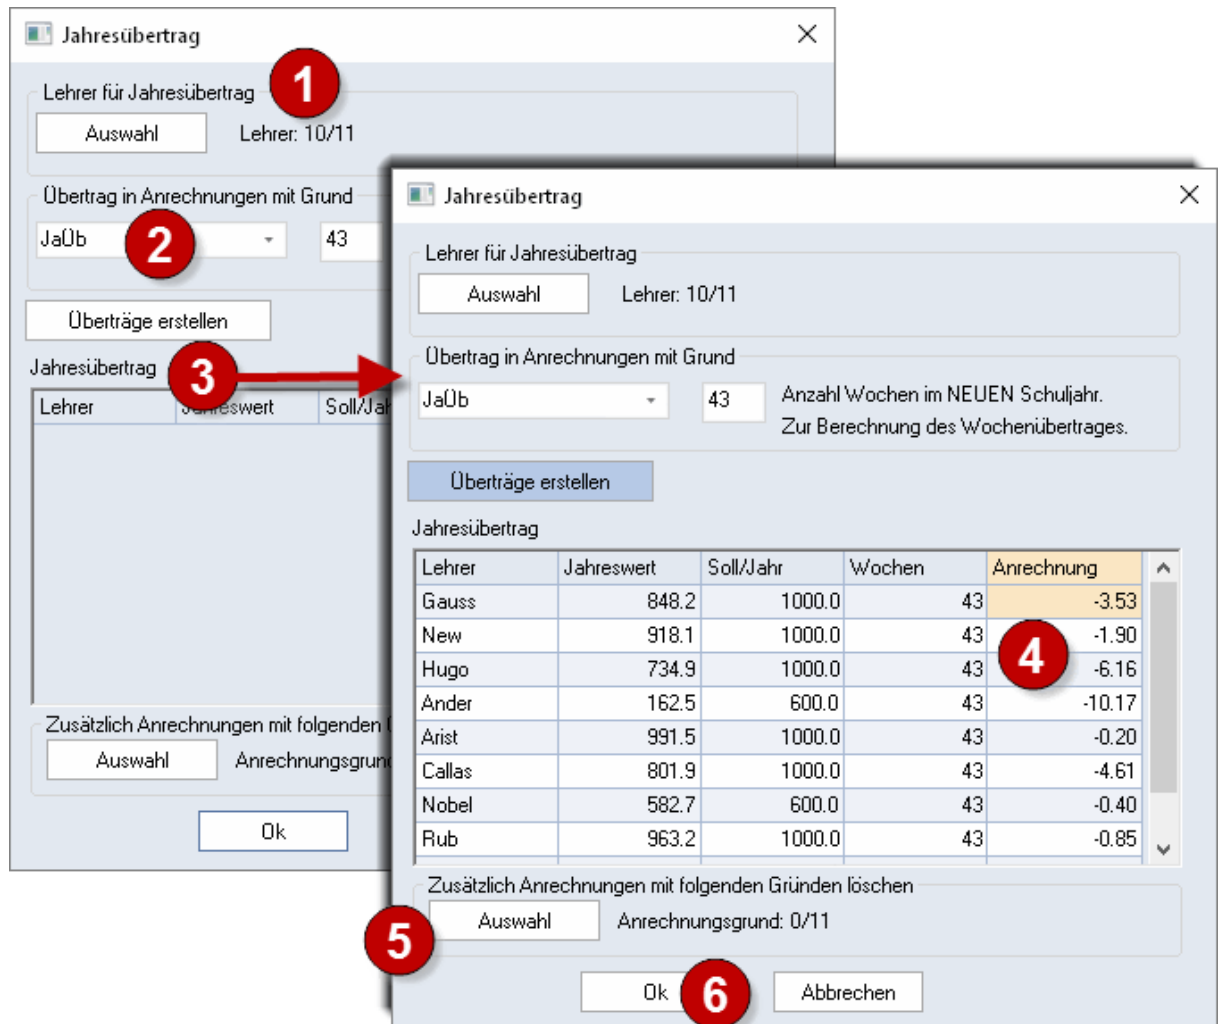 Jahresübertrag
Lehrer für Jahresübertrag
1
Auswahl Lehrer: 10/11
Übertrag in Anrechnungen mit Grund
JaÜb 2 43
Überträge erstellen
Jahresübertrag
3
Lehrer Jahreswert Soll/Jah
Zusätzlich Anrechnungen mit folgenden
Auswahl Anrechnungsgrun
Ok
Jahresübertrag
Lehrer für Jahresübertrag
Auswahl Lehrer: 10/11
Übertrag in Anrechnungen mit Grund
JaÜb 43 Anzahl Wochen im NEUEN Schuljahr.
Zur Berechnung des Wochenübertrages.
Überträge erstellen
Jahresübertrag
Lehrer Jahreswert Soll/Jahr Wochen Anrechnung
Gauss 848.2 1000.0 43 -3.53
New 918.1 1000.0 43 -1.90
4
Hugo 734.9 1000.0 43 -6.16
Ander 162.5 600.0 43 -10.17
Arist 991.5 1000.0 43 -0.20
Callas 801.9 1000.0 43 -4.61
Nobel 582.7 600.0 43 -0.40
Rub 963.2 1000.0 43 -0.85
Zusätzlich Anrechnungen mit folgenden Gründen löschen
5 Auswahl Anrechnungsgrund: 0/11
Ok 6 Abbrechen